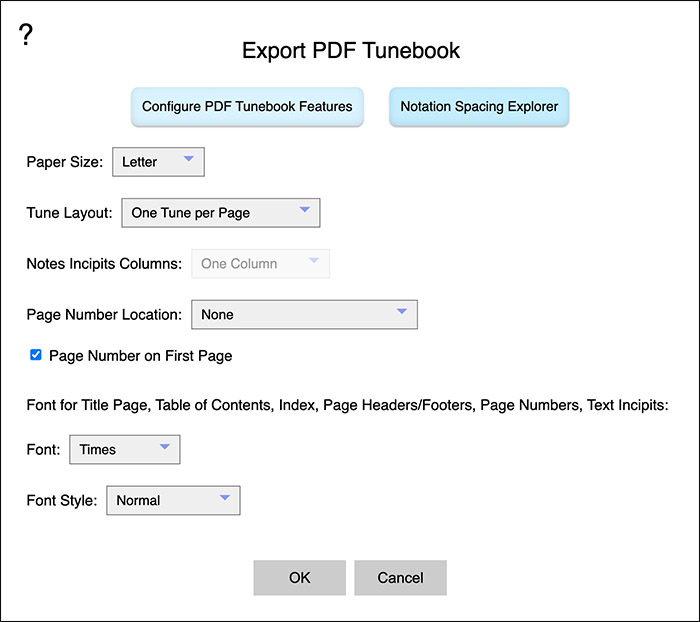 ?
Export PDF Tunebook
Configure PDF Tunebook Features Notation Spacing Explorer
Paper Size: Letter
Tune Layout: One Tune per Page
Notes Incipits Columns: One Column
Page Number Location: None
Page Number on First Page
Font for Title Page, Table of Contents, Index, Page Headers/Footers, Page Numbers, Text Incipits:
Font: Times
Font Style: Normal
OK Cancel